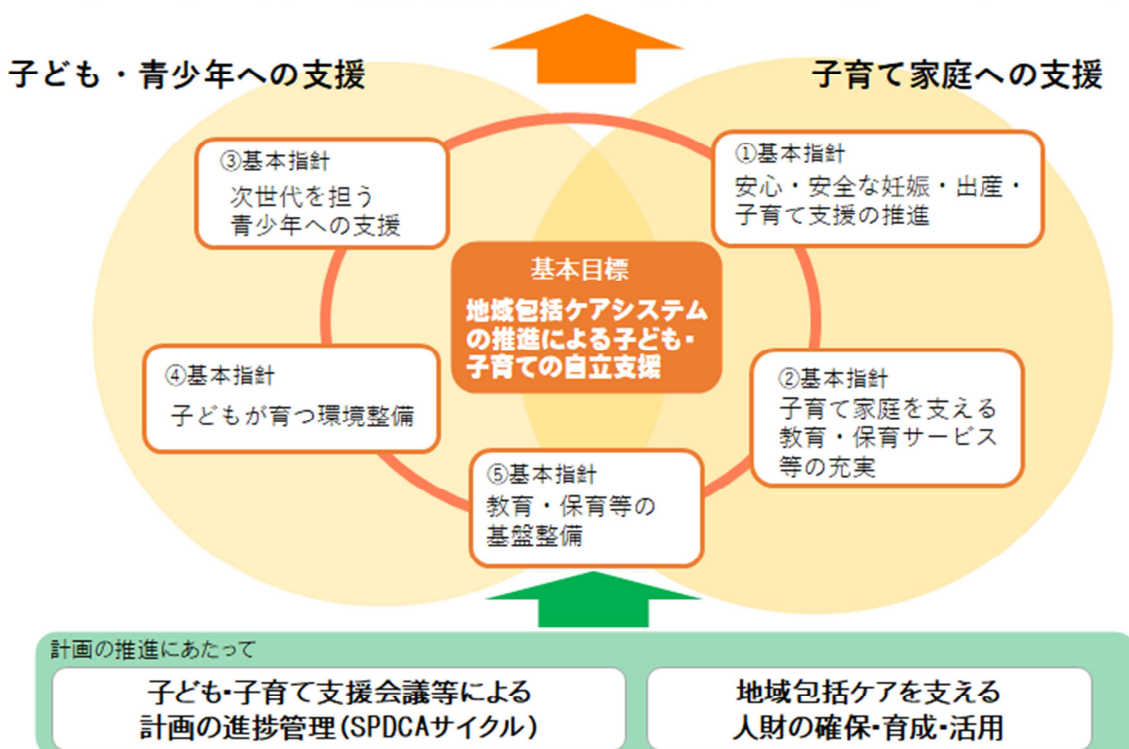 子ども・青少年への支援
子育て家庭への支援
③基本指針
次世代を担う
青少年への支援
①基本指針
安心・安全な妊娠・出産・
子育て支援の推進
基本目標
地域包括ケアシステム
の推進による子ども・
子育ての自立支援
④基本指針
子どもが育つ環境整備
②基本指針
子育て家庭を支える
教育・保育サービス
等の充実
⑤基本指針
教育・保育等の
基盤整備
計画の推進にあたって
子ども・子育て支援会議等による
計画の進捗管理(SPDCAサイクル)
地域包括ケアを支える
人財の確保・育成・活用